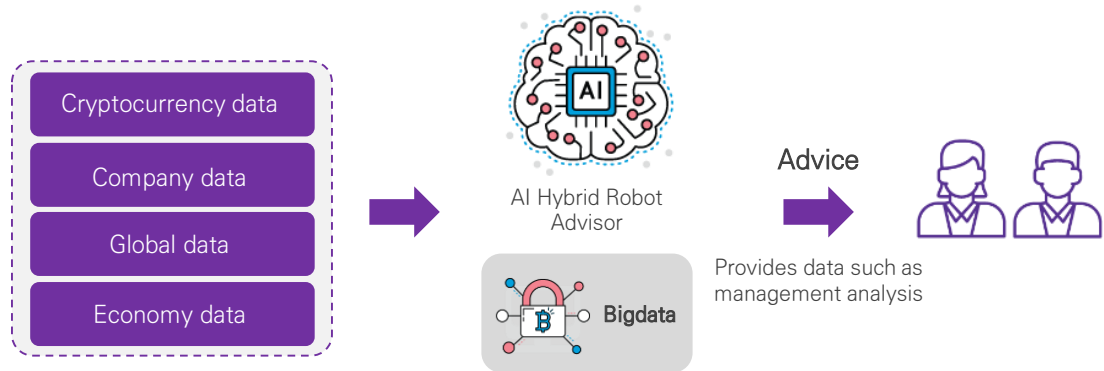 Cryptocurrency data
Company data
Global data
Economy data
AI
AI Hybrid Robot
Advisor
Bigdata
Advice
Provides data such as
management analysis